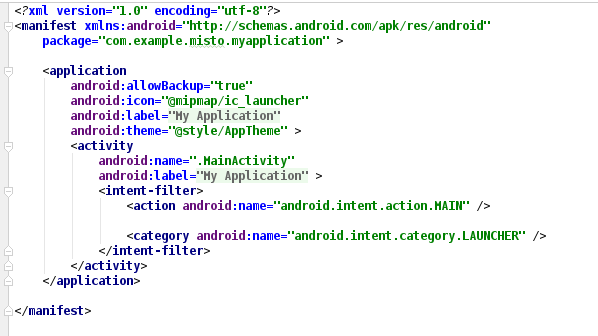 <?xml version="1.0" encoding="utf-8"?>
<manifest xmlns:android="http://schemas.android.com/apk/res/android"
package="com.example.misto.myapplication" >
<application
android:allowBackup="true"
android:icon="@mipmap/ic_launcher"
android:label="My Application"
android:theme="@style/AppTheme" >
<activity
android:name=".MainActivity"
android:label="My Application" >
<intent-filter>
<action android:name="android.intent.action.MAIN" />
<category android:name="android.intent.category.LAUNCHER" />
</intent-filter>
</activity>
</application>
</manifest>